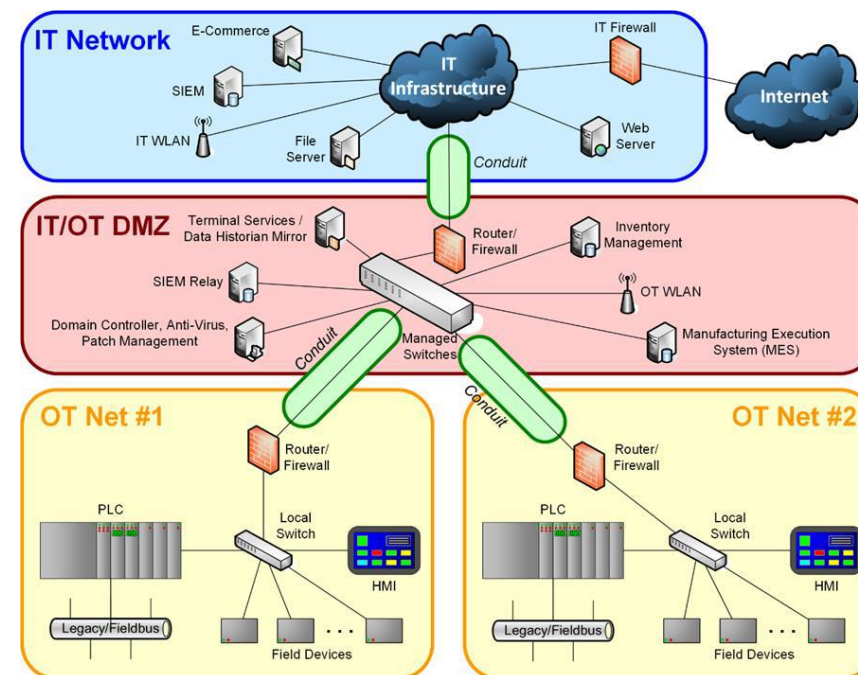 IT Network
E-Commerce
SIEM
IT WLAN
File
Server
IT
Infrastructure
IT Firewall
Internet
Web
Server
Conduit
IT/OT DMZ
Terminal Services /
Data Historian Mirror
Router/
Firewall
Inventory
Management
SIEM Relay
OT WLAN
Domain Controller, Anti-Virus,
Patch Management
Managed
Switches
Manufacturing Execution
System (MES)
Conduit
Conduit
OT Net #1
Router/
Firewall
PLC
Local
Switch
HMI
Legacy/Fieldbus
Field Devices
OT Net #2
Router/
Firewall
PLC
Local
Switch
HMI
Legacy/Fieldbus
Field Devices